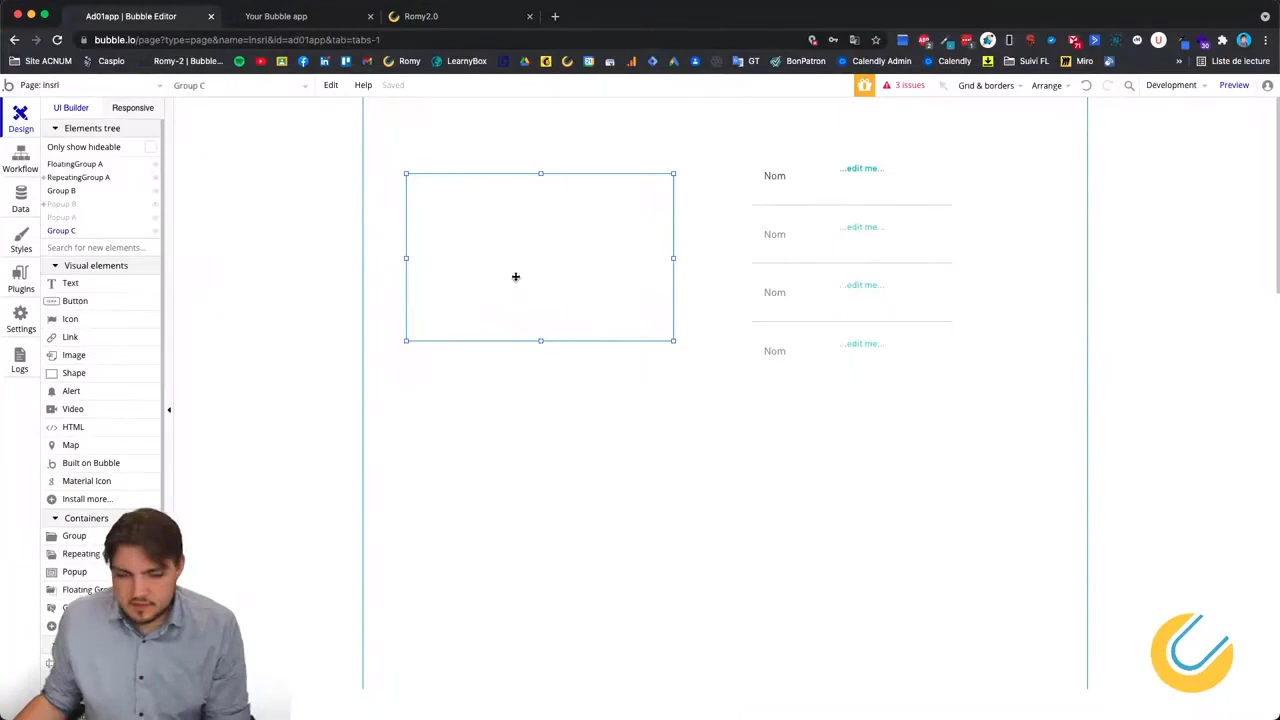 Ad01app | Bubble Editor
Your Bubble app
Romy2.0
bubble.io/page?type=page&name=lnsrl&id=ad01app&tab=tabs-1
Site ACNUM
Caspio
Romy-2 | Bubble...
LearnyBox
Romy
GT
BonPatron
Calendly Admin
Calendly
Suivi FL
Miro
Liste de lecture
Page: lnsrl
Group C
Edit
Help
Saved
3 issues
Grid & borders
Arrange
Development
Preview
UI Builder
Responsive
Design
Workflow
Data
Styles
Plugins
Settings
Logs
Elements tree
Only show hideable
FloatingGroup A
RepeatingGroup A
Group B
Popup B
Popup A
Group C
Search for new elements...
Visual elements
Text
Button
Icon
Link
Image
Shape
Alert
Video
HTML
Map
Built on Bubble
Material Icon
Install more...
Containers
Group
Repeating
Popup
Floating Gr
Nom
...edit me...
Nom
...edit me...
Nom
...edit me...
Nom
...edit me...